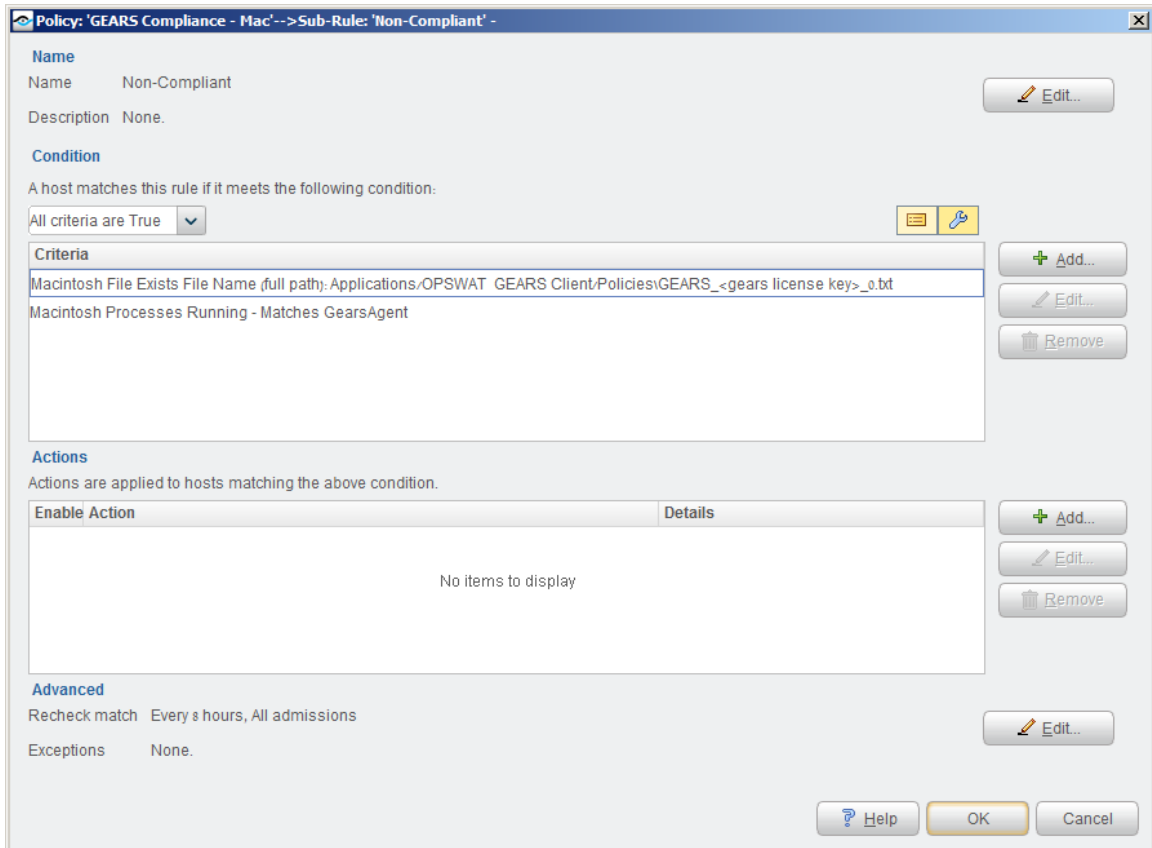 Policy: 'GEARS Compliance - Mac'-->Sub-Rule: 'Non-Compliant' -
Name
Name Non-Compliant
Edit...
Description None.
Condition
A host matches this rule if it meets the following condition:
All criteria are True
Criteria
Add...
Macintosh File Exists File Name (full path): Applications/OPSWAT GEARS Client/Policies\GEARS_<gears license key>_0.txt
Edit...
Macintosh Processes Running - Matches GearsAgent
Remove
Actions
Actions are applied to hosts matching the above condition.
Enable Action Details
Add...
Edit...
No items to display
Remove
Advanced
Recheck match Every 8 hours, All admissions
Edit...
Exceptions None.
Help OK Cancel